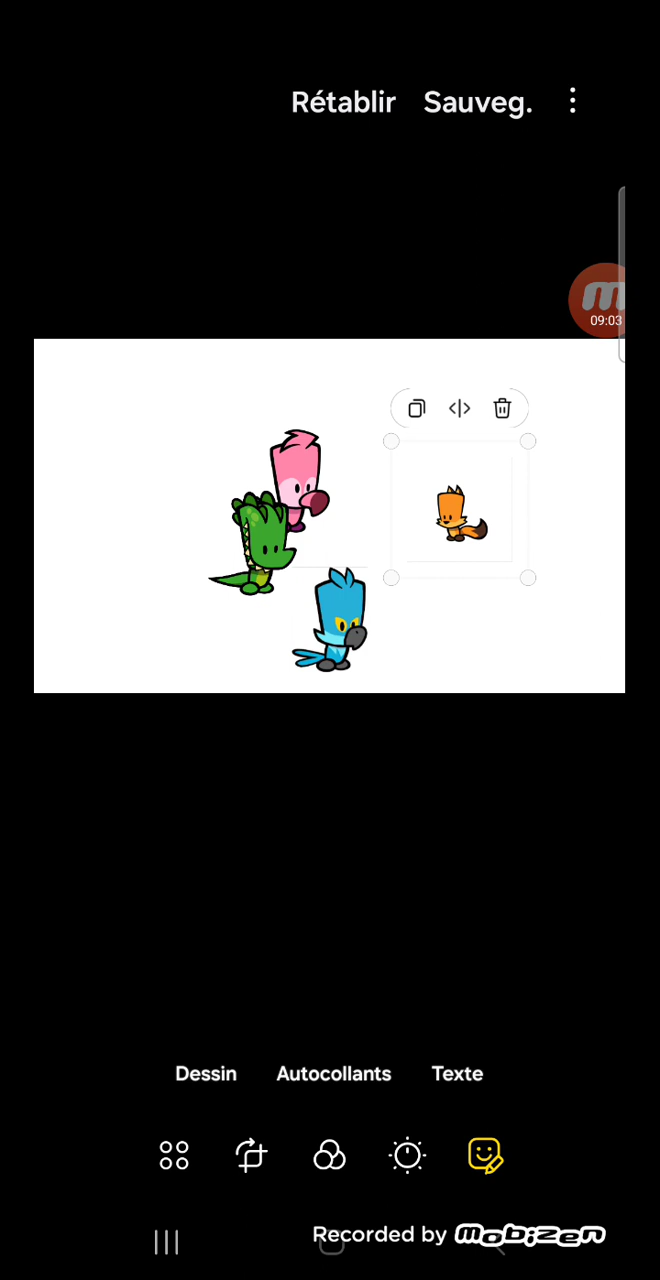 Rétablir Sauveg.
09:03
Dessin Autocollants Texte
Recorded by mobizen